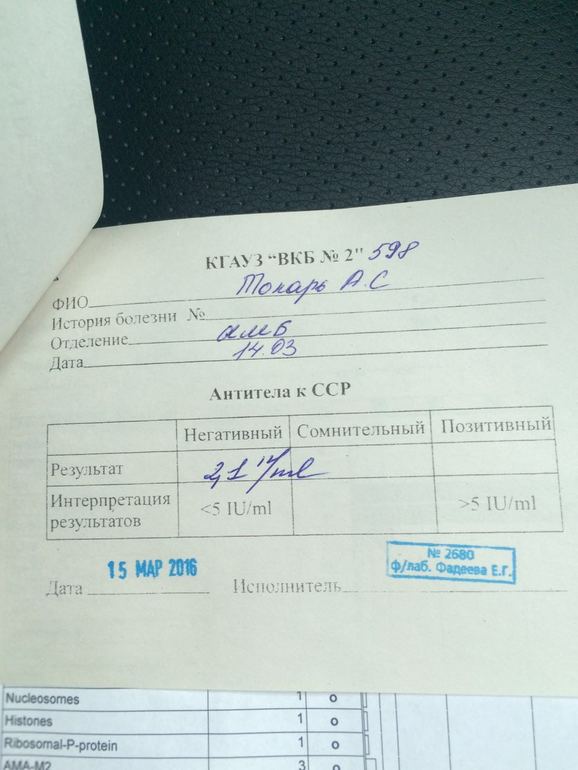 КГАУЗ “ВКБ № 2" 598
ФИО Токарь А.С
История болезни №
Отделение амб
Дата 14.03
Антитела к ССР
Негативный Сомнительный Позитивный
Результат 2,1 IU/ml
Интерпретация результатов <5 IU/ml >5 IU/ml
Дата 15 МАР 2016 Исполнитель
№ 2680
ф/лаб. Фадеева Е.Г.
Nucleosomes 1 o
Histones 1 o
Ribosomal-P-protein 1 o
AMA-M2 3 o